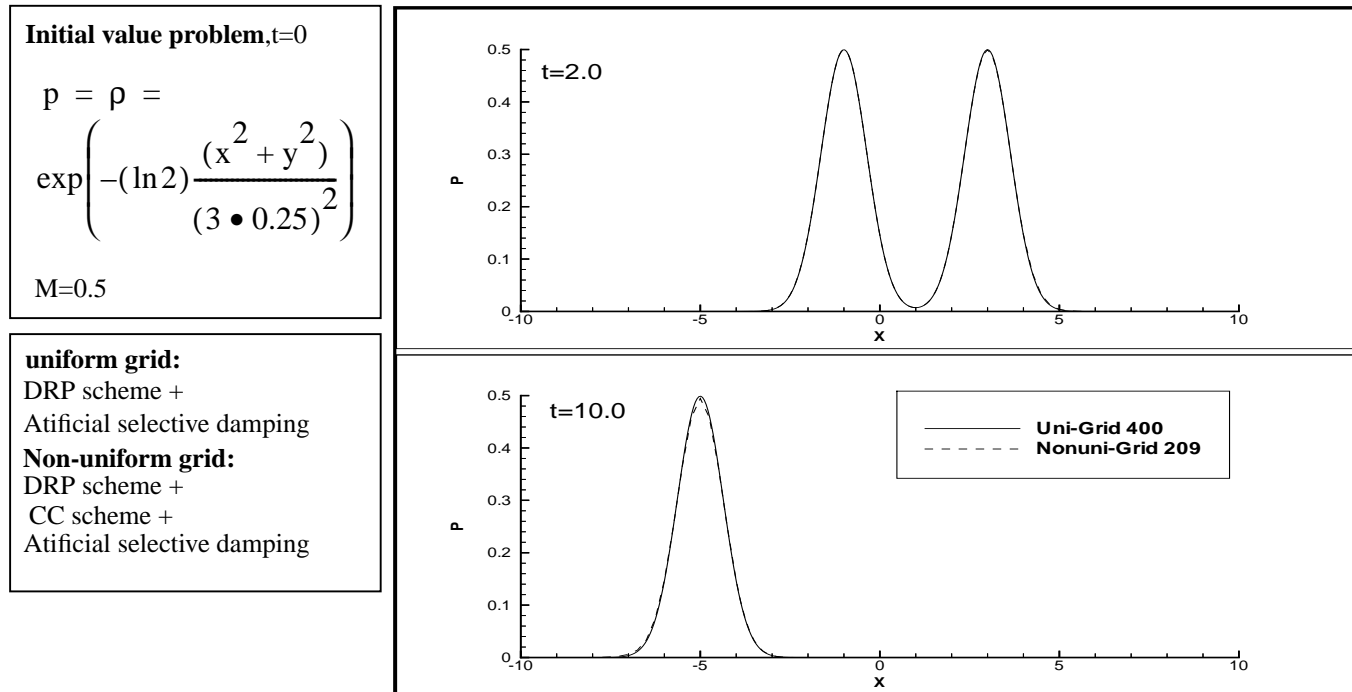 Initial value problem,t=0
p = ρ =
exp(−(ln2) (x^2 + y^2) / (3 • 0.25)^2)
M=0.5
uniform grid:
DRP scheme +
Atificial selective damping
Non-uniform grid:
DRP scheme +
CC scheme +
Atificial selective damping
t=2.0
0.5
0.4
0.3
0.2
0.1
0
P
-10 -5 0 5 10
X
t=10.0
Uni-Grid 400
Nonuni-Grid 209
0.5
0.4
0.3
0.2
0.1
0
P
-10 -5 0 5 10
X